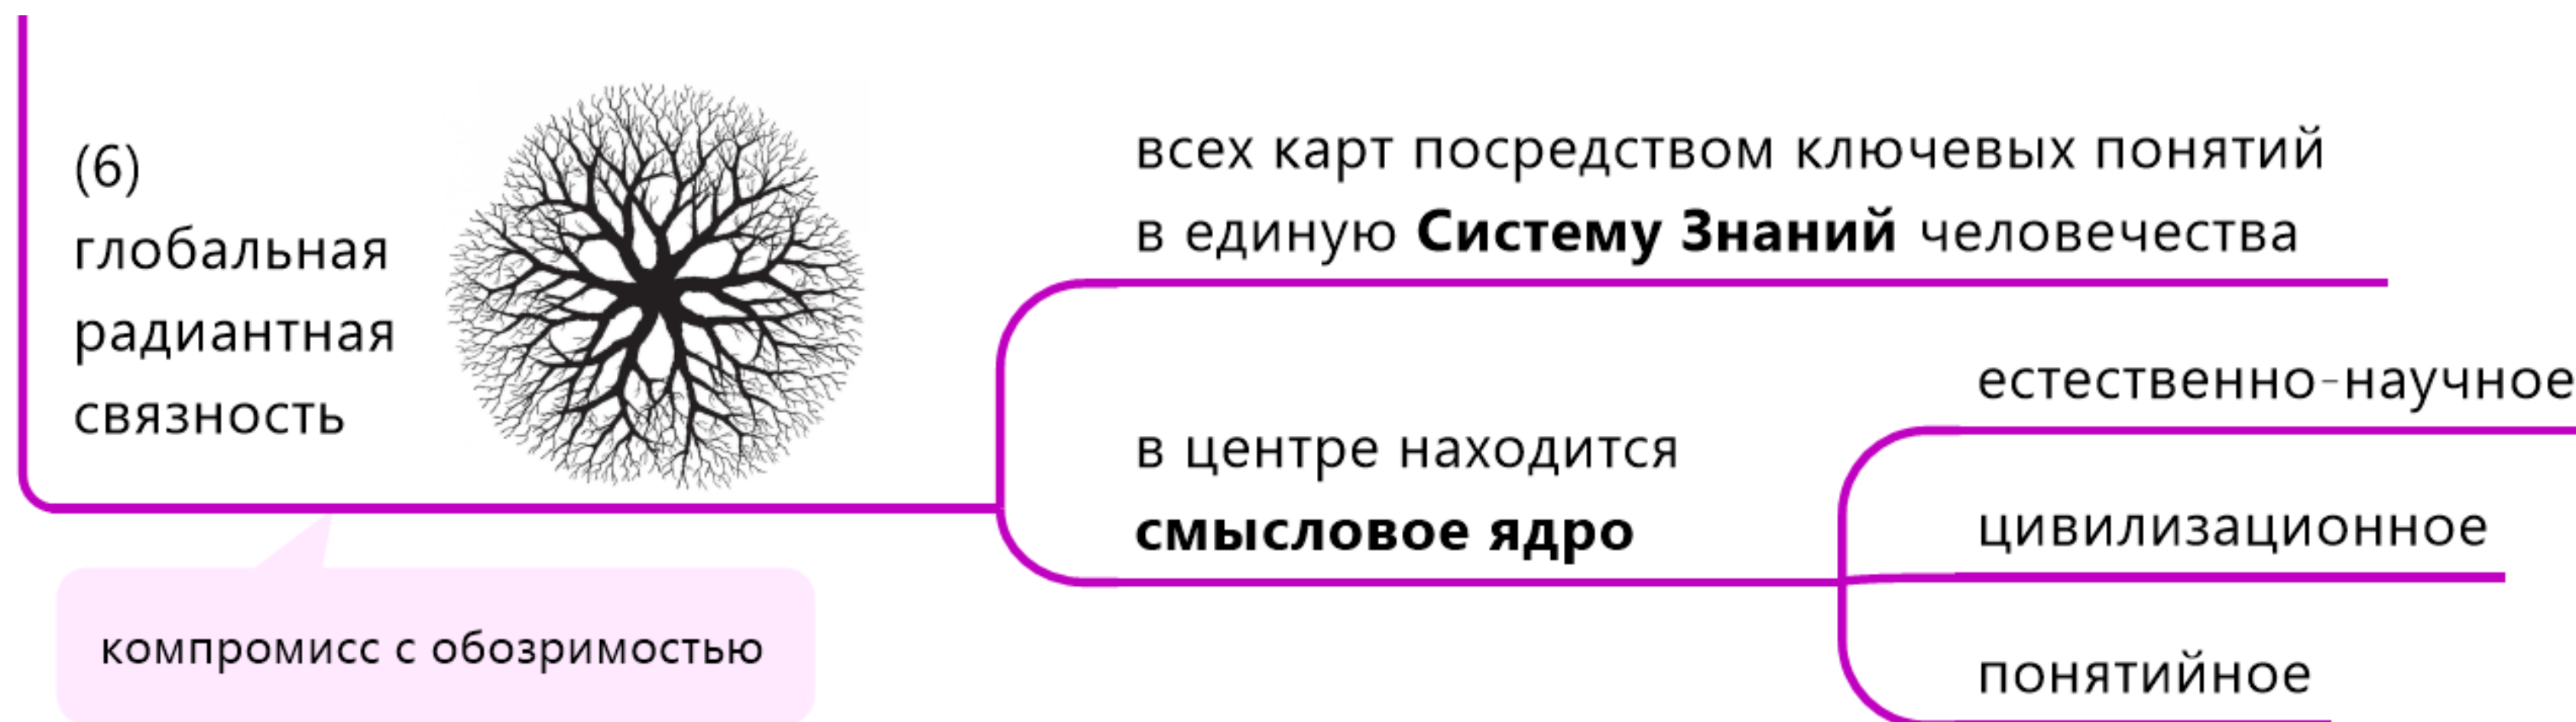 (6)
глобальная
радиантная
связность
всех карт посредством ключевых понятий
в единую Систему Знаний человечества
в центре находится
смысловое ядро
естественно-научное
цивилизационное
понятийное
компромисс с обозримостью